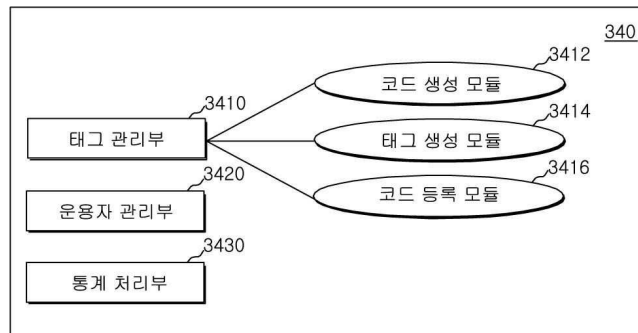 340
3412
코드 생성 모듈
3410
태그 관리부
3414
태그 생성 모듈
3416
코드 등록 모듈
3420
운용자 관리부
3430
통계 처리부